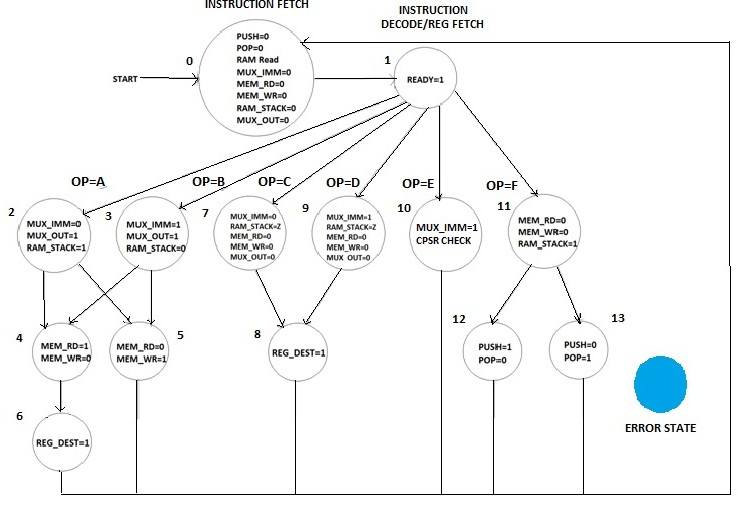 INSTRUCTION FETCH
INSTRUCTION
DECODE/REG FETCH
PUSH=0
POP=0
RAM Read
MUX_IMM=0
MEM_RD=0
MEM_WR=0
RAM_STACK=0
MUX_OUT=0
0
START
1
READY=1
OP=A
OP=B
OP=C
OP=D
OP=E
OP=F
2
MUX_IMM=0
MUX_OUT=1
RAM_STACK=1
3
MUX_IMM=1
MUX_OUT=1
RAM_STACK=0
7
MUX_IMM=0
RAM_STACK=Z
MEM_RD=0
MEM_WR=0
MUX_OUT=0
9
MUX_IMM=1
RAM_STACK=Z
MEM_RD=0
MEM_WR=0
MUX OUT=0
10
MUX_IMM=1
CPSR CHECK
11
MEM_RD=0
MEM_WR=0
RAM_STACK=1
4
MEM_RD=1
MEM_WR=0
5
MEM_RD=0
MEM_WR=1
8
REG_DEST=1
12
PUSH=1
POP=0
13
PUSH=0
POP=1
6
REG_DEST=1
ERROR STATE